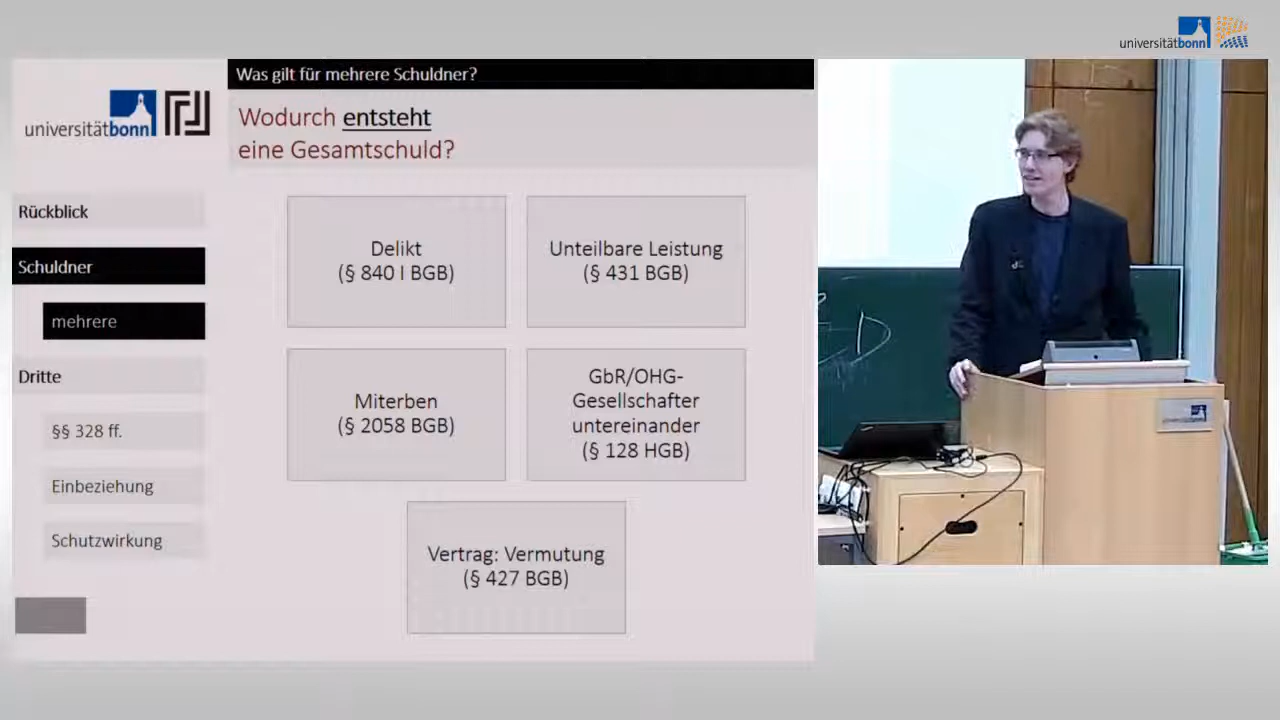 universitätbonn
Was gilt für mehrere Schuldner?
universitätbonn
Wodurch entsteht
eine Gesamtschuld?
Rückblick
Schuldner
mehrere
Dritte
§§ 328 ff.
Einbeziehung
Schutzwirkung
Delikt
(§ 840 I BGB)
Unteilbare Leistung
(§ 431 BGB)
Miterben
(§ 2058 BGB)
GbR/OHG-
Gesellschafter
untereinander
(§ 128 HGB)
Vertrag: Vermutung
(§ 427 BGB)